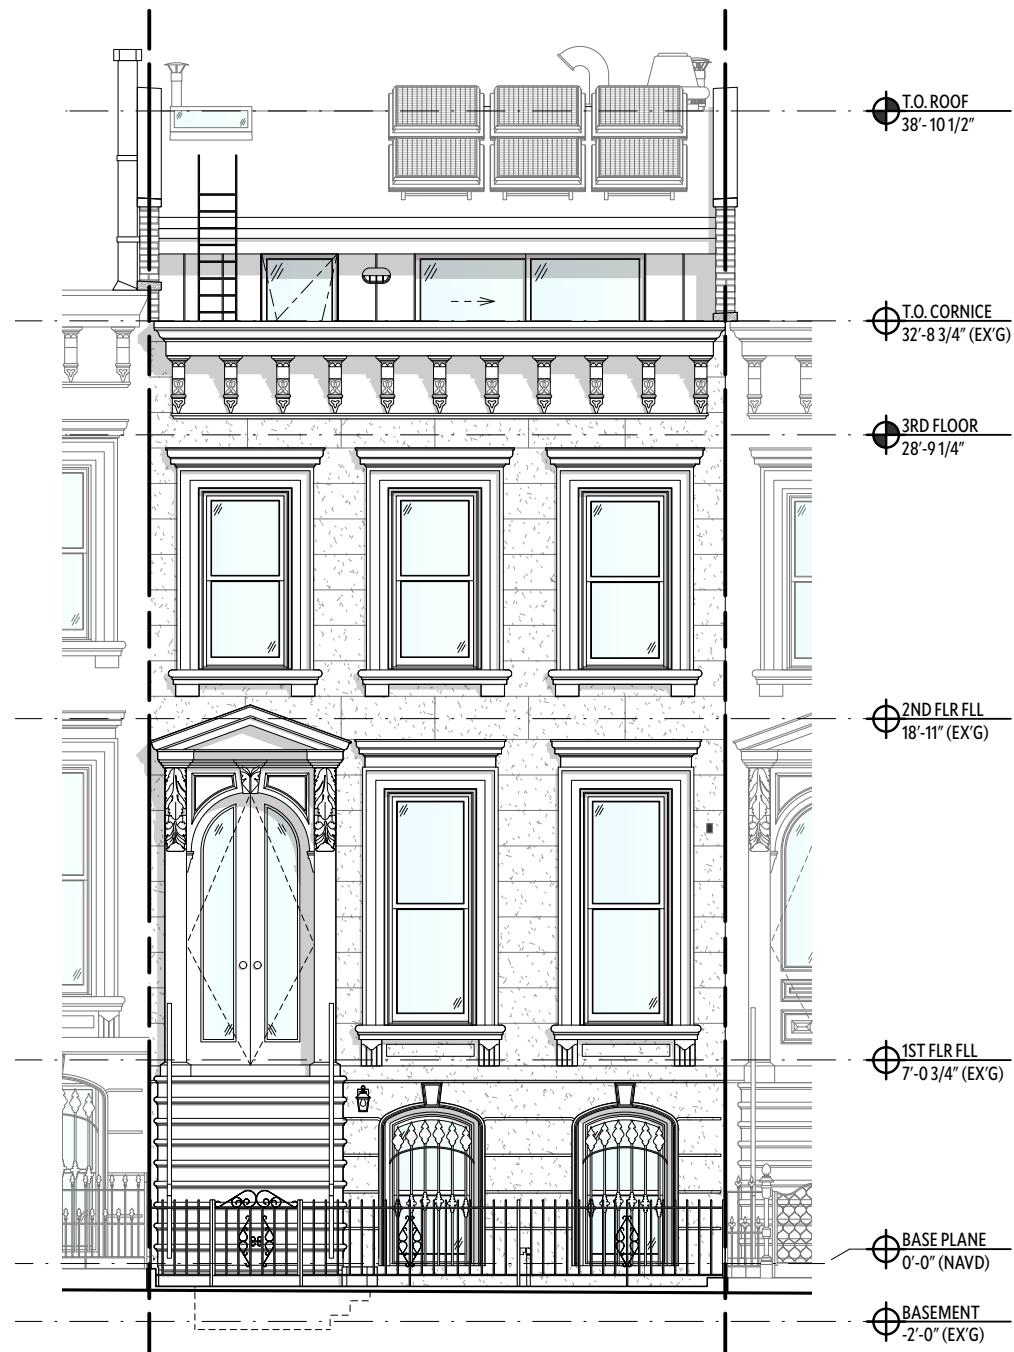 T.O. ROOF
38'-10 1/2"
T.O. CORNICE
32'-8 3/4" (EX'G)
3RD FLOOR
28'-9 1/4"
2ND FLR FLL
18'-11" (EX'G)
1ST FLR FLL
7'-0 3/4" (EX'G)
BASE PLANE
0'-0" (NAVD)
BASEMENT
-2'-0" (EX'G)